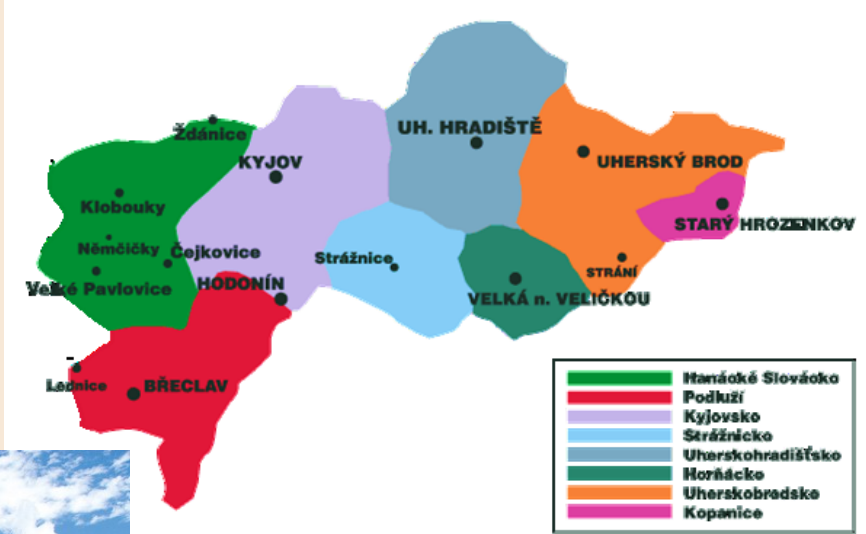 Ždánice
UH. HRADIŠTĚ
KYJOV
UHERSKÝ BROD
Klobouky
STARÝ HROZENKOV
Němčičky
Čejkovice
Strážnice
STRÁNÍ
Velké Pavlovice
HODONÍN
VELKÁ n. VELIČKOU
Lednice
BŘECLAV
Hanácké Slovácko
Podluží
Kyjovsko
Strážnicko
Uherskohradišťsko
Horňácko
Uherskobrodsko
Kopanice